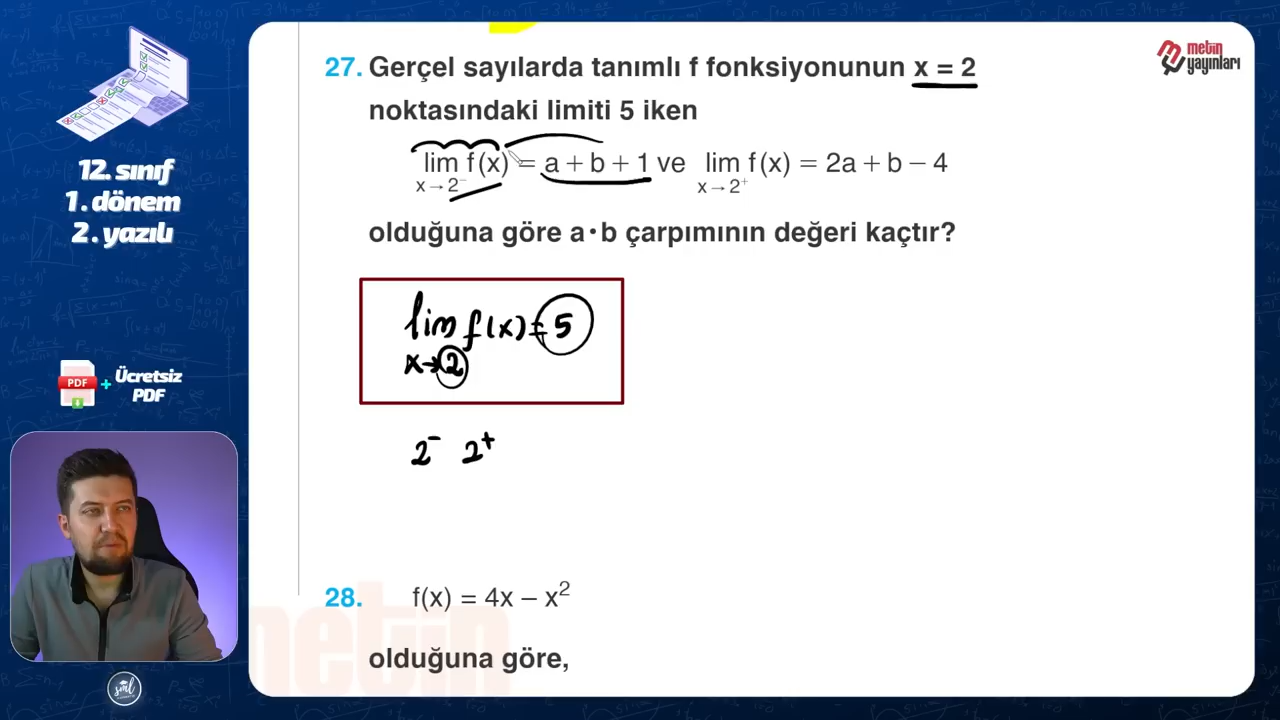 12. sınıf
1. dönem
2. yazılı
PDF + Ücretsiz PDF
sml
metin yayınları
27. Gerçel sayılarda tanımlı f fonksiyonunun x = 2
noktasındaki limiti 5 iken
lim f(x) = a + b + 1 ve lim f(x) = 2a + b − 4
x→2⁻ x→2⁺
olduğuna göre a·b çarpımının değeri kaçtır?
lim f(x) = 5
x→2
2⁻ 2⁺
28. f(x) = 4x − x²
olduğuna göre,
metin